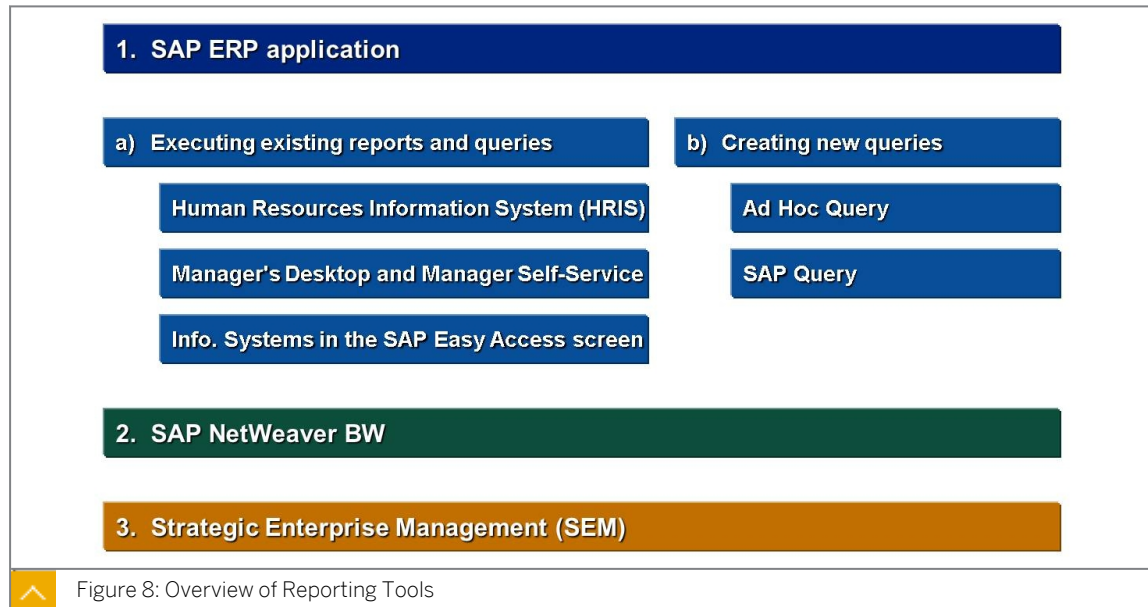 1. SAP ERP application
a) Executing existing reports and queries
Human Resources Information System (HRIS)
Manager's Desktop and Manager Self-Service
Info. Systems in the SAP Easy Access screen
b) Creating new queries
Ad Hoc Query
SAP Query
2. SAP NetWeaver BW
3. Strategic Enterprise Management (SEM)
Figure 8: Overview of Reporting Tools